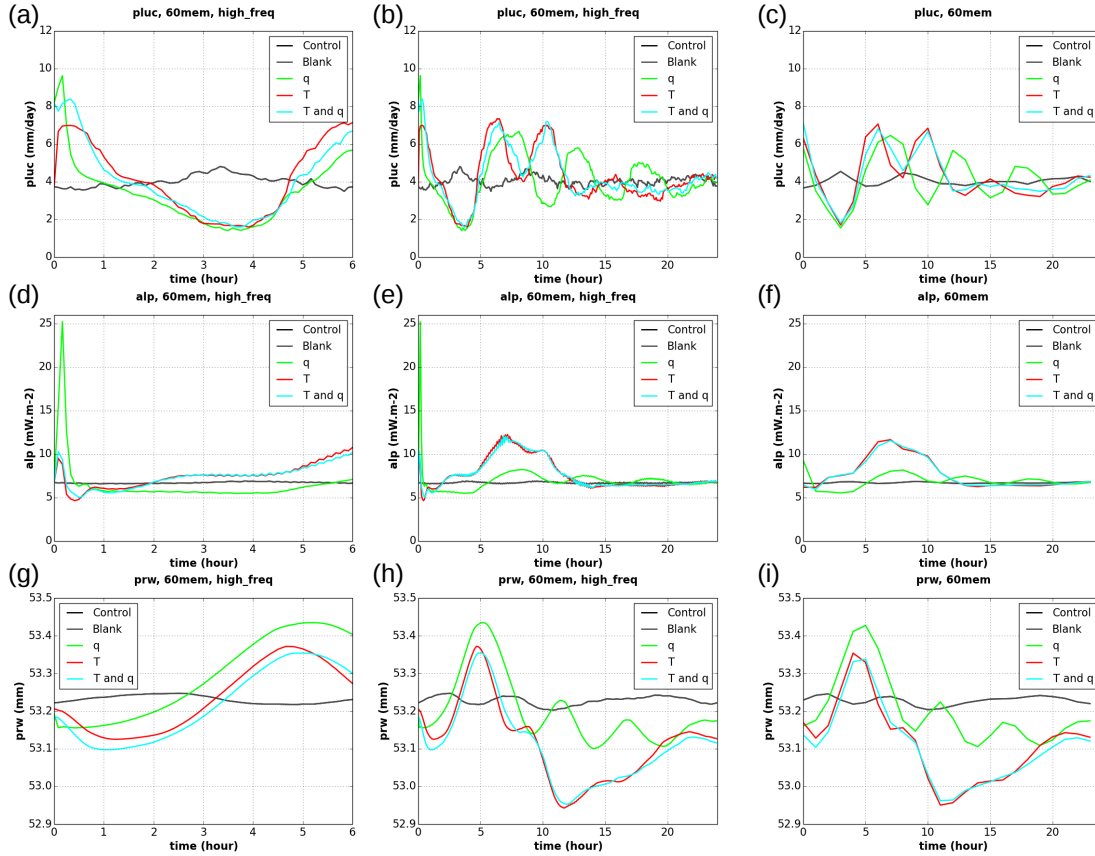 (a) pluc, 60mem, high_freq
12
10
8
6
4
2
0
pluc (mm/day)
Control
Blank
q
T
T and q
0 1 2 3 4 5 6
time (hour)
(b) pluc, 60mem, high_freq
12
10
8
6
4
2
0
pluc (mm/day)
Control
Blank
q
T
T and q
0 5 10 15 20
time (hour)
(c) pluc, 60mem
12
10
8
6
4
2
0
pluc (mm/day)
Control
Blank
q
T
T and q
0 5 10 15 20
time (hour)
(d) alp, 60mem, high_freq
25
20
15
10
5
0
alp (mW.m-2)
Control
Blank
q
T
T and q
0 1 2 3 4 5 6
time (hour)
(e) alp, 60mem, high_freq
25
20
15
10
5
0
alp (mW.m-2)
Control
Blank
q
T
T and q
0 5 10 15 20
time (hour)
(f) alp, 60mem
25
20
15
10
5
0
alp (mW.m-2)
Control
Blank
q
T
T and q
0 5 10 15 20
time (hour)
(g) prw, 60mem, high_freq
53.5
53.4
53.3
53.2
53.1
53.0
52.9
prw (mm)
Control
Blank
q
T
T and q
0 1 2 3 4 5 6
time (hour)
(h) prw, 60mem, high_freq
53.5
53.4
53.3
53.2
53.1
53.0
52.9
prw (mm)
Control
Blank
q
T
T and q
0 5 10 15 20
time (hour)
(i) prw, 60mem
53.5
53.4
53.3
53.2
53.1
53.0
52.9
prw (mm)
Control
Blank
q
T
T and q
0 5 10 15 20
time (hour)